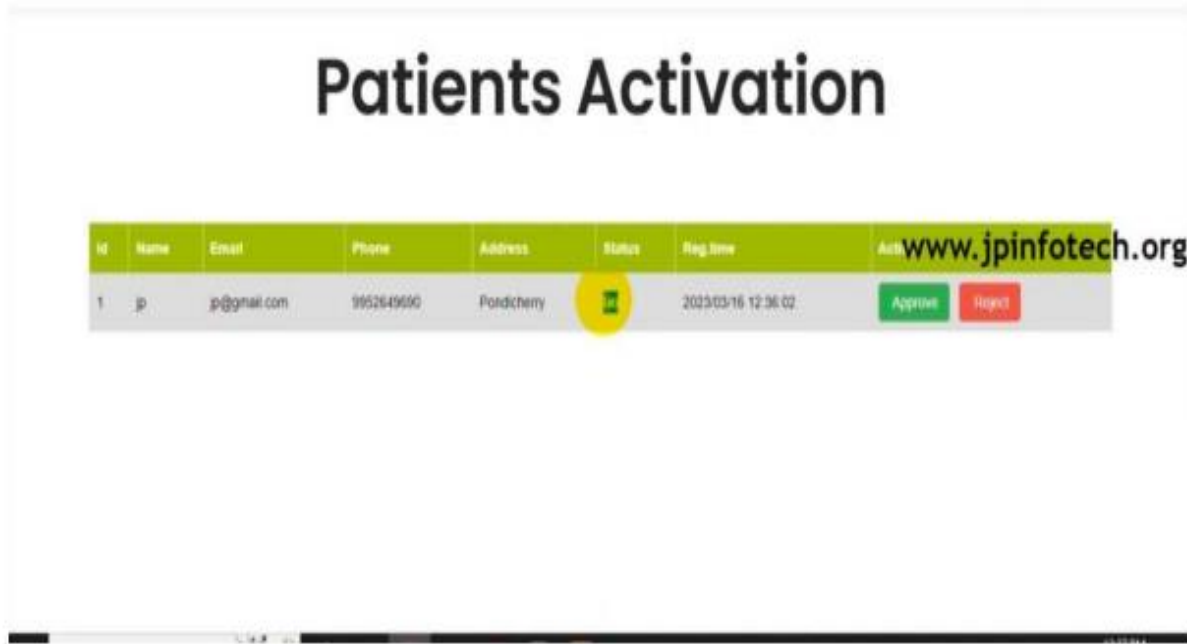 Patients Activation
Id Name Email Phone Address Status Reg.time
www.jpinfotech.org
1 jp jp@gmail.com 9952649690 Pondicherry 2023/03/16 12:36:02 Approve Reject